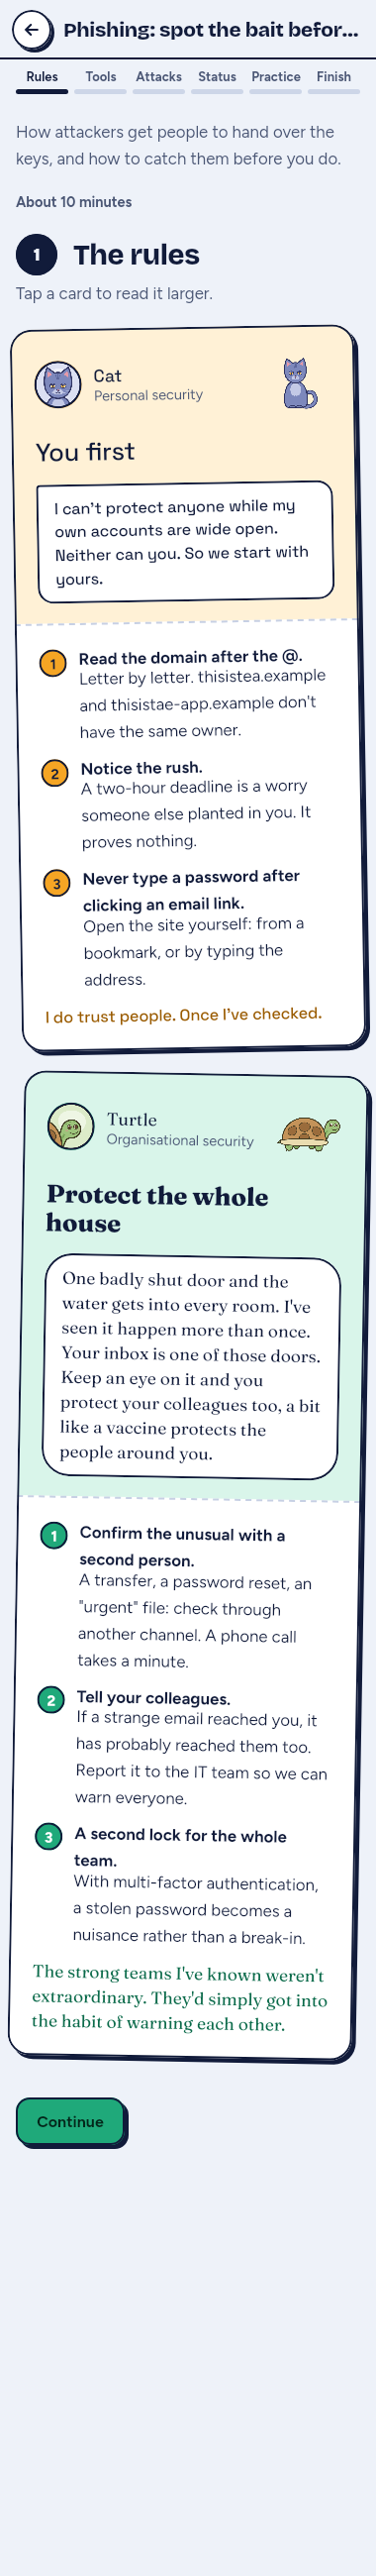 Phishing: spot the bait befor...
Rules
Tools
Attacks
Status
Practice
Finish
How attackers get people to hand over the
keys, and how to catch them before you do.
About 10 minutes
1
The rules
Tap a card to read it larger.
Cat
Personal security
You first
I can't protect anyone while my
own accounts are wide open.
Neither can you. So we start with
yours.
1
Read the domain after the @.
Letter by letter. thisistea.example
and thisistae-app.example don't
have the same owner.
2
Notice the rush.
A two-hour deadline is a worry
someone else planted in you. It
proves nothing.
3
Never type a password after
clicking an email link.
Open the site yourself: from a
bookmark, or by typing the
address.
I do trust people. Once I've checked.
Turtle
Organisational security
Protect the whole
house
One badly shut door and the
water gets into every room. I've
seen it happen more than once.
Your inbox is one of those doors.
Keep an eye on it and you
protect your colleagues too, a bit
like a vaccine protects the
people around you.
1
Confirm the unusual with a
second person.
A transfer, a password reset, an
"urgent" file: check through
another channel. A phone call
takes a minute.
2
Tell your colleagues.
If a strange email reached you, it
has probably reached them too.
Report it to the IT team so we can
warn everyone.
3
A second lock for the whole
team.
With multi-factor authentication,
a stolen password becomes a
nuisance rather than a break-in.
The strong teams I've known weren't
extraordinary. They'd simply got into
the habit of warning each other.
Continue